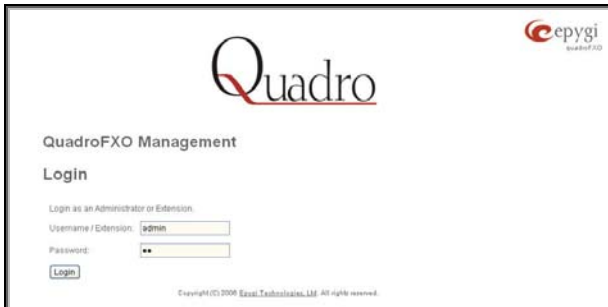 epygi
quadroFXO
Quadro
QuadroFXO Management
Login
Login as an Administrator or Extension.
Username / Extension: admin
Password: ●●
Login
Copyright (C) 2008 Epygi Technologies, Ltd. All rights reserved.